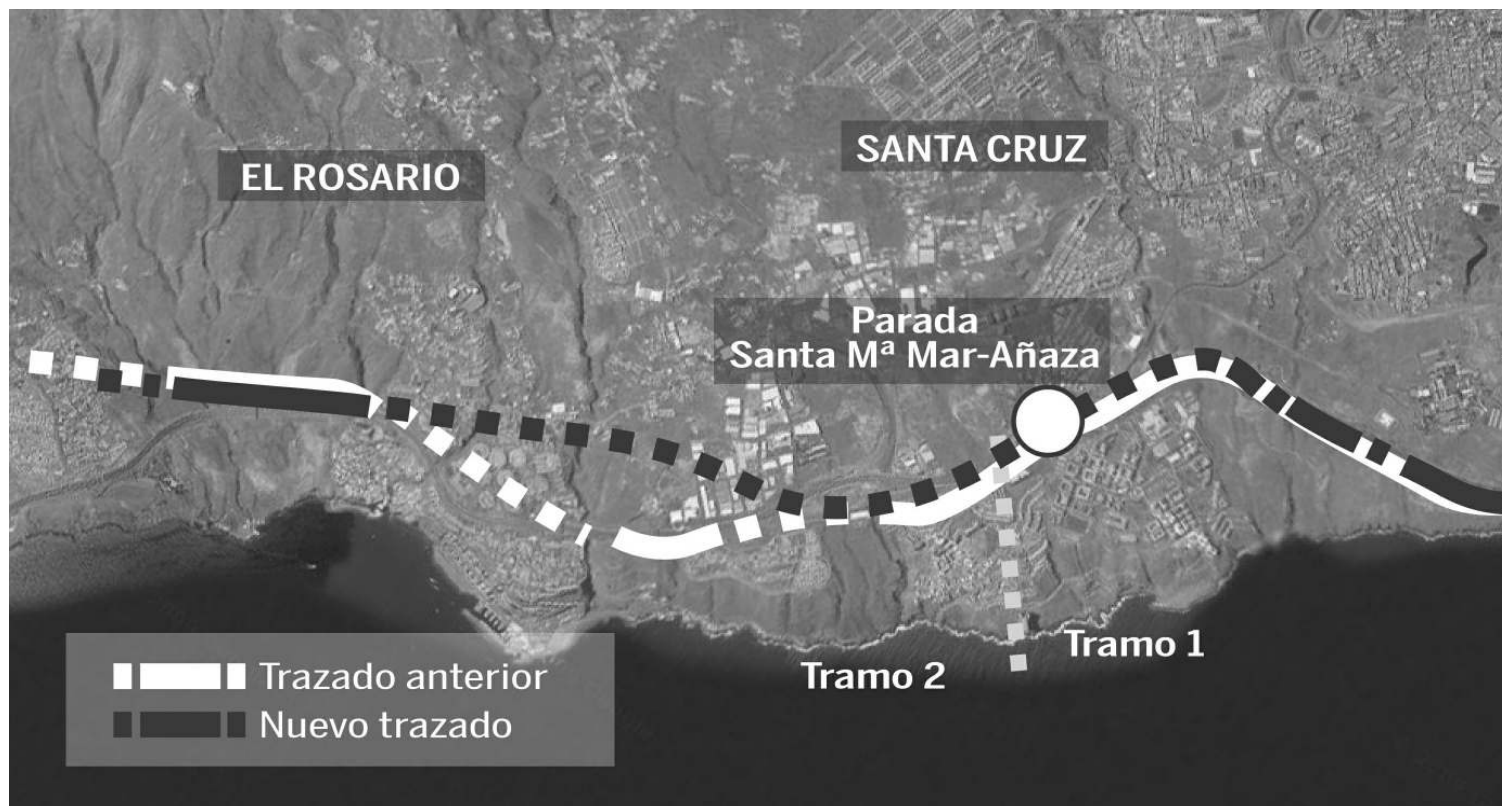 EL ROSARIO
SANTA CRUZ
Parada
Santa Mª Mar-Añaza
Tramo 1
Tramo 2
Trazado anterior
Nuevo trazado